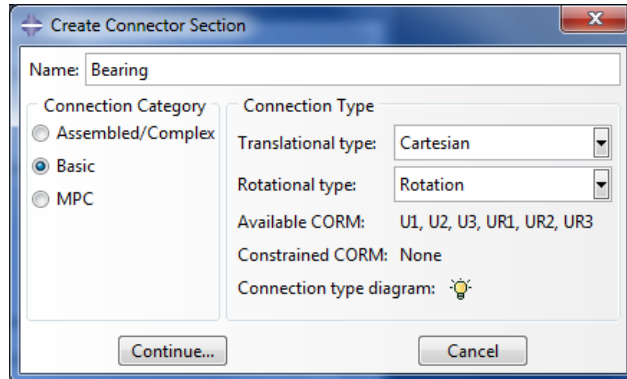 Create Connector Section
Name: Bearing
Connection Category
Assembled/Complex
Basic
MPC
Connection Type
Translational type: Cartesian
Rotational type: Rotation
Available CORM: U1, U2, U3, UR1, UR2, UR3
Constrained CORM: None
Connection type diagram:
Continue... Cancel